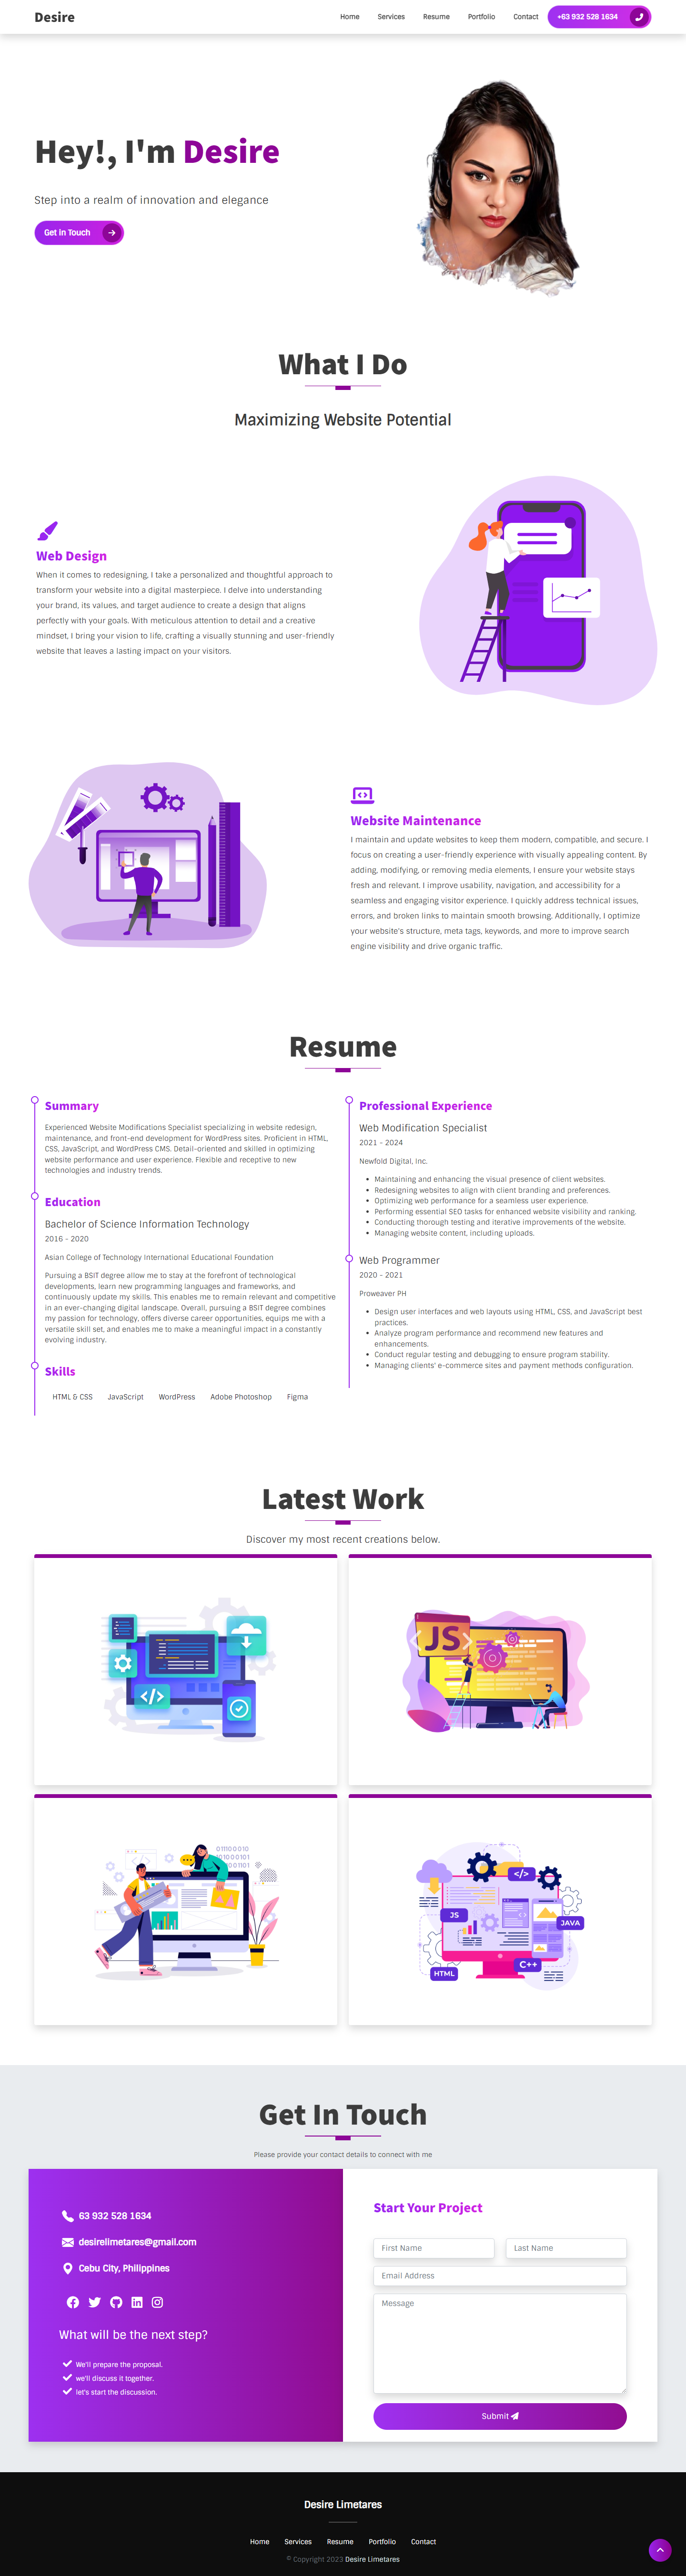 Desire
Home Services Resume Portfolio Contact +63 932 528 1634
Hey!, I'm Desire
Step into a realm of innovation and elegance
Get in Touch
What I Do
Maximizing Website Potential
Web Design
When it comes to redesigning, I take a personalized and thoughtful approach to
transform your website into a digital masterpiece. I delve into understanding
your brand, its values, and target audience to create a design that aligns
perfectly with your goals. With meticulous attention to detail and a creative
mindset, I bring your vision to life, crafting a visually stunning and user-friendly
website that leaves a lasting impact on your visitors.
Website Maintenance
I maintain and update websites to keep them modern, compatible, and secure. I
focus on creating a user-friendly experience with visually appealing content. By
adding, modifying, or removing media elements, I ensure your website stays
fresh and relevant. I improve usability, navigation, and accessibility for a
seamless and engaging visitor experience. I quickly address technical issues,
errors, and broken links to maintain smooth browsing. Additionally, I optimize
your website's structure, meta tags, keywords, and more to improve search
engine visibility and drive organic traffic.
Resume
Summary
Experienced Website Modifications Specialist specializing in website redesign,
maintenance, and front-end development for WordPress sites. Proficient in HTML,
CSS, JavaScript, and WordPress CMS. Detail-oriented and skilled in optimizing
website performance and user experience. Flexible and receptive to new
technologies and industry trends.
Education
Bachelor of Science Information Technology
2016 - 2020
Asian College of Technology International Educational Foundation
Pursuing a BSIT degree allow me to stay at the forefront of technological
developments, learn new programming languages and frameworks, and
continuously update my skills. This enables me to remain relevant and competitive
in an ever-changing digital landscape. Overall, pursuing a BSIT degree combines
my passion for technology, offers diverse career opportunities, equips me with a
versatile skill set, and enables me to make a meaningful impact in a constantly
evolving industry.
Skills
HTML & CSS JavaScript WordPress Adobe Photoshop Figma
Professional Experience
Web Modification Specialist
2021 - 2024
Newfold Digital, Inc.
• Maintaining and enhancing the visual presence of client websites.
• Redesigning websites to align with client branding and preferences.
• Optimizing web performance for a seamless user experience.
• Performing essential SEO tasks for enhanced website visibility and ranking.
• Conducting thorough testing and iterative improvements of the website.
• Managing website content, including uploads.
Web Programmer
2020 - 2021
Proweaver PH
• Design user interfaces and web layouts using HTML, CSS, and JavaScript best
practices.
• Analyze program performance and recommend new features and
enhancements.
• Conduct regular testing and debugging to ensure program stability.
• Managing clients' e-commerce sites and payment methods configuration.
Latest Work
Discover my most recent creations below.
</>
JS
01100010
01000101
01101
</>
JS
JAVA
C++
HTML
Get In Touch
Please provide your contact details to connect with me
63 932 528 1634
desirelimetares@gmail.com
Cebu City, Philippines
What will be the next step?
We'll prepare the proposal.
we'll discuss it together.
let's start the discussion.
Start Your Project
First Name Last Name
Email Address
Message
Submit
Desire Limetares
Home Services Resume Portfolio Contact
© Copyright 2023 Desire Limetares